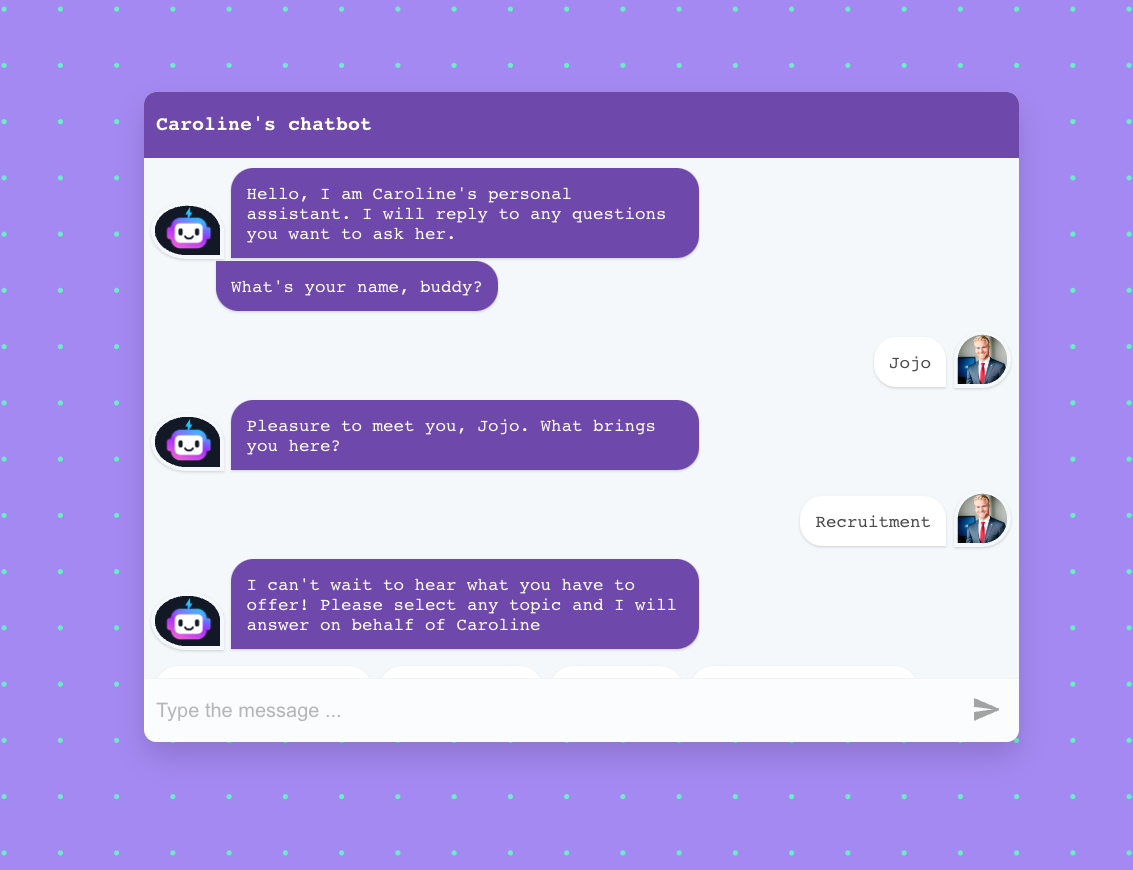 Caroline's chatbot
Hello, I am Caroline's personal
assistant. I will reply to any questions
you want to ask her.
What's your name, buddy?
Jojo
Pleasure to meet you, Jojo. What brings
you here?
Recruitment
I can't wait to hear what you have to
offer! Please select any topic and I will
answer on behalf of Caroline
Type the message ...